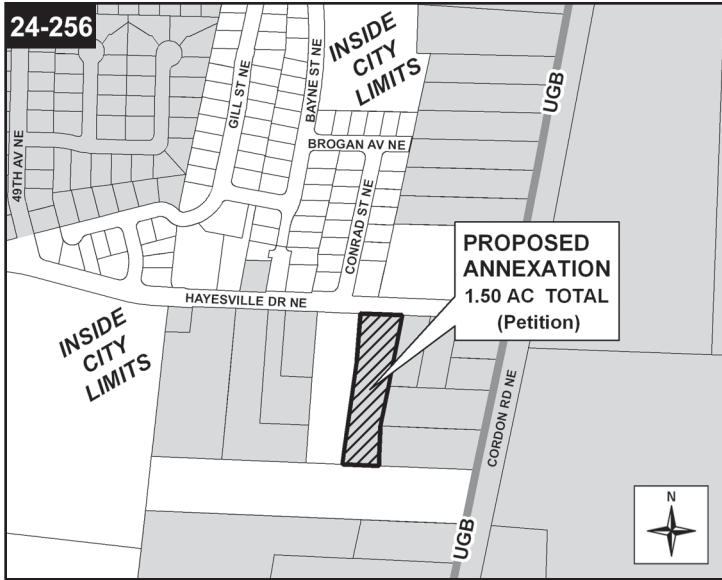 24-256
INSIDE
CITY
LIMITS
UGB
GILL ST NE
BAYNE ST NE
49TH AV NE
BROGAN AV NE
CONRAD ST NE
PROPOSED
ANNEXATION
1.50 AC TOTAL
(Petition)
HAYESVILLE DR NE
INSIDE
CITY
LIMITS
CORDON RD NE
UGB
N